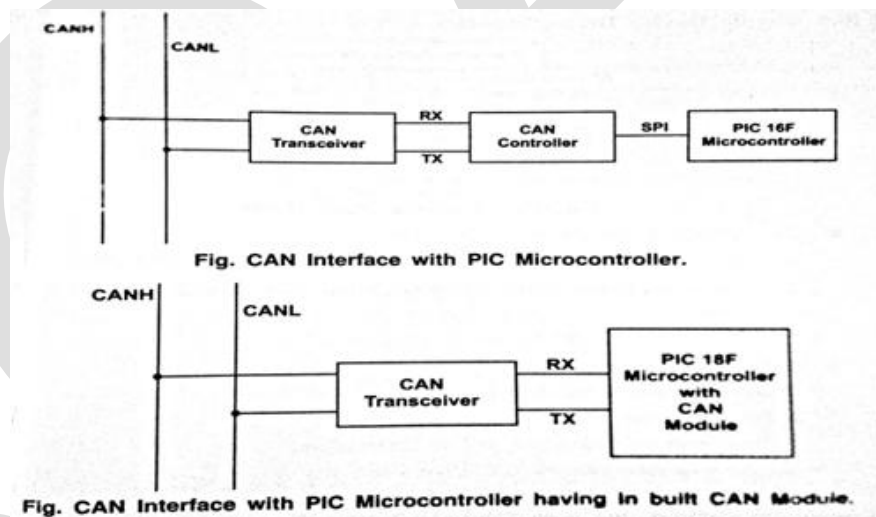 CANH
CANL
CAN
Transceiver
RX
TX
CAN
Controller
SPI
PIC 16F
Microcontroller
Fig. CAN Interface with PIC Microcontroller.
CANH
CANL
CAN
Transceiver
RX
TX
PIC 18F
Microcontroller
with
CAN
Module
Fig. CAN Interface with PIC Microcontroller having in built CAN Module.